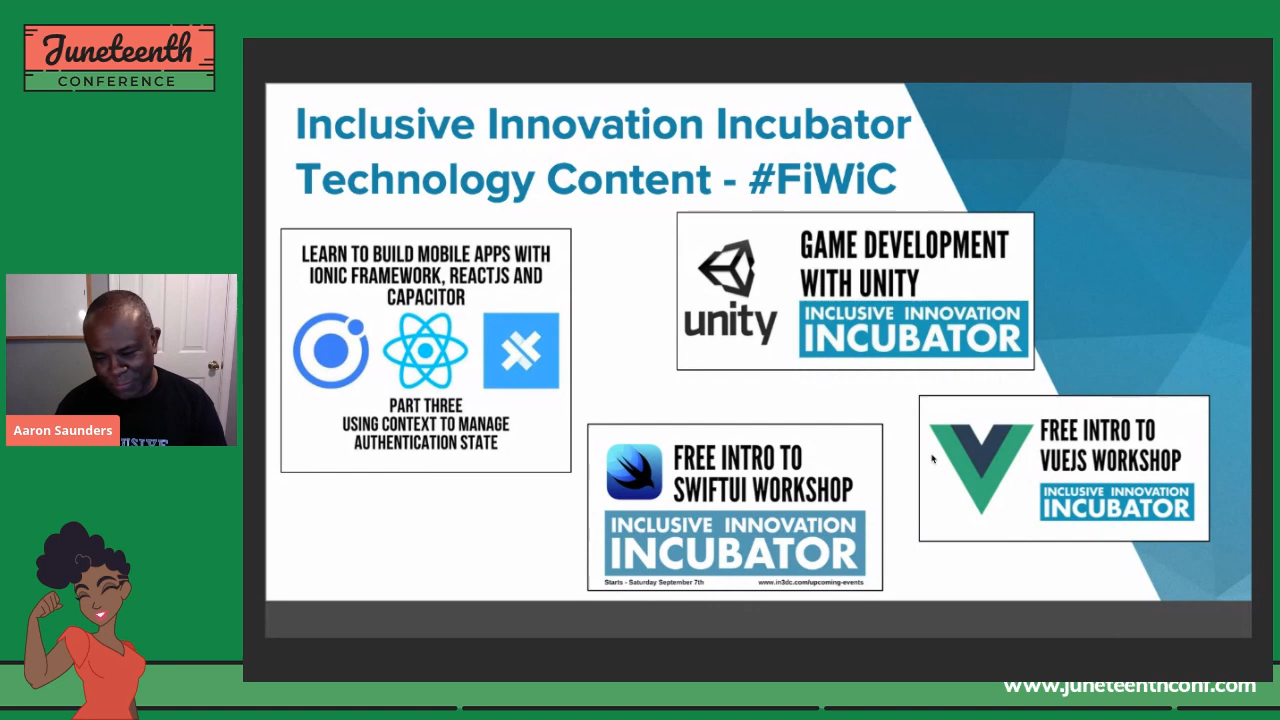 Juneteenth
CONFERENCE
Inclusive Innovation Incubator
Technology Content - #FiWiC
LEARN TO BUILD MOBILE APPS WITH
IONIC FRAMEWORK, REACTJS AND
CAPACITOR
PART THREE
USING CONTEXT TO MANAGE
AUTHENTICATION STATE
unity
GAME DEVELOPMENT
WITH UNITY
INCLUSIVE INNOVATION
INCUBATOR
FREE INTRO TO
SWIFTUI WORKSHOP
INCLUSIVE INNOVATION
INCUBATOR
Starts - Saturday September 7th
www.in3dc.com/upcoming-events
FREE INTRO TO
VUEJS WORKSHOP
INCLUSIVE INNOVATION
INCUBATOR
Aaron Saunders
www.juneteenthconf.com